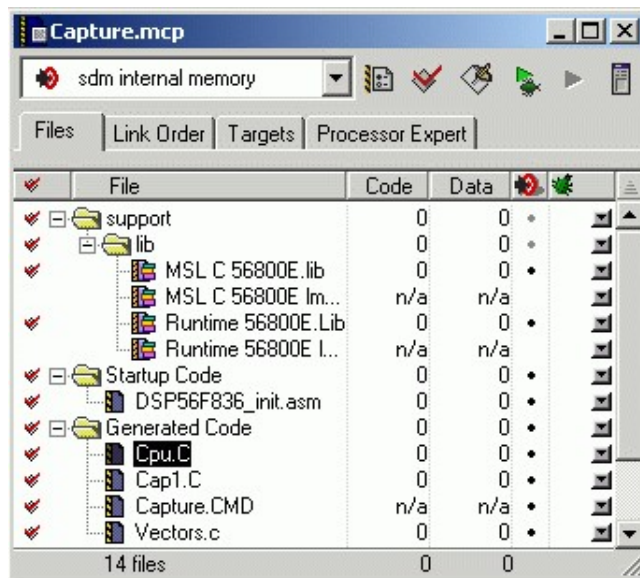 Capture.mcp
sdm internal memory
Files Link Order Targets Processor Expert
File Code Data
support 0 0
lib 0 0
MSL C 56800E.lib 0 0
MSL C 56800E Im... n/a n/a
Runtime 56800E.Lib 0 0
Runtime 56800E I... n/a n/a
Startup Code 0 0
DSP56F836_init.asm 0 0
Generated Code 0 0
Cpu.C 0 0
Cap1.C 0 0
Capture.CMD n/a n/a
Vectors.c 0 0
14 files 0 0